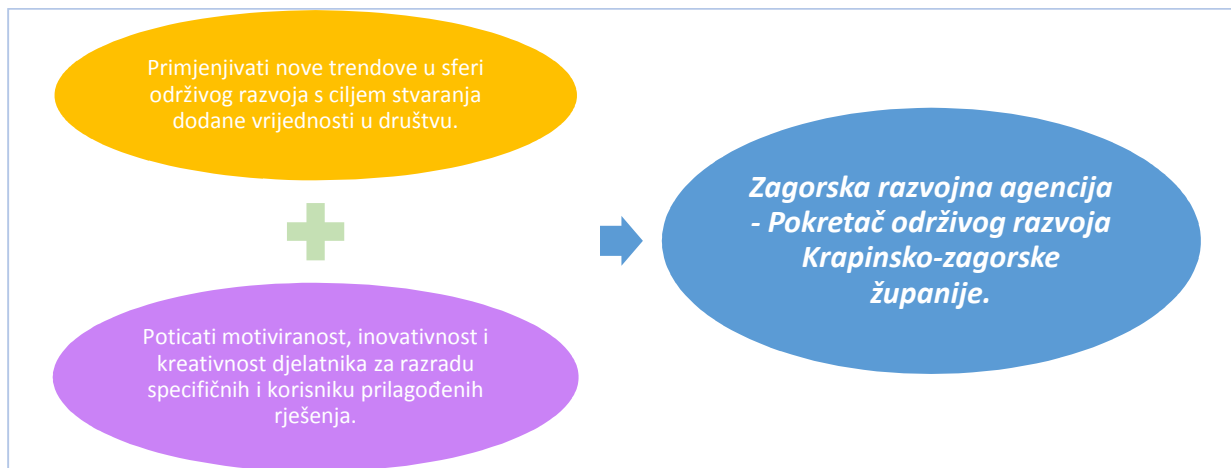 Primjenjivati nove trendove u sferi
održivog razvoja s ciljem stvaranja
dodane vrijednosti u društvu.
Poticati motiviranost, inovativnost i
kreativnost djelatnika za razradu
specifičnih i korisniku prilagođenih
rješenja.
Zagorska razvojna agencija
- Pokretač održivog razvoja
Krapinsko-zagorske
županije.